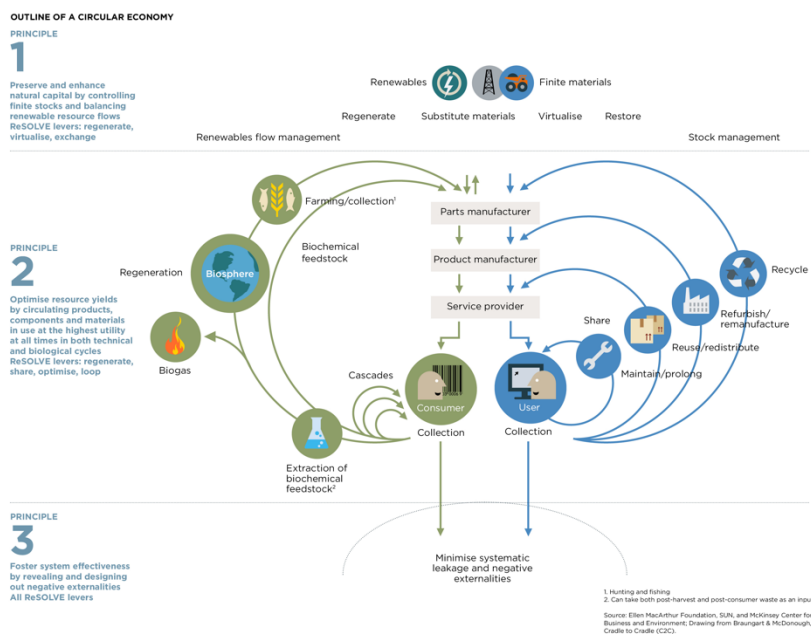 OUTLINE OF A CIRCULAR ECONOMY
PRINCIPLE
1
Preserve and enhance
natural capital by controlling
finite stocks and balancing
renewable resource flows
ReSOLVE levers: regenerate,
virtualise, exchange
Renewables
Finite materials
Regenerate
Substitute materials
Virtualise
Restore
Renewables flow management
Stock management
PRINCIPLE
2
Optimise resource yields
by circulating products,
components and materials
in use at the highest utility
at all times in both technical
and biological cycles
ReSOLVE levers: regenerate,
share, optimise, loop
Farming/collection¹
Biochemical
feedstock
Regeneration
Biosphere
Biogas
Cascades
Extraction of
biochemical
feedstock²
Parts manufacturer
Product manufacturer
Service provider
Consumer
Collection
User
Collection
Share
Maintain/prolong
Reuse/redistribute
Refurbish/
remanufacture
Recycle
PRINCIPLE
3
Foster system effectiveness
by revealing and designing
out negative externalities
All ReSOLVE levers
Minimise systematic
leakage and negative
externalities
1. Hunting and fishing
2. Can take both post-harvest and post-consumer waste as an input
Source: Ellen MacArthur Foundation, SUN, and McKinsey Center for
Business and Environment; Drawing from Braungart & McDonough,
Cradle to Cradle (C2C).